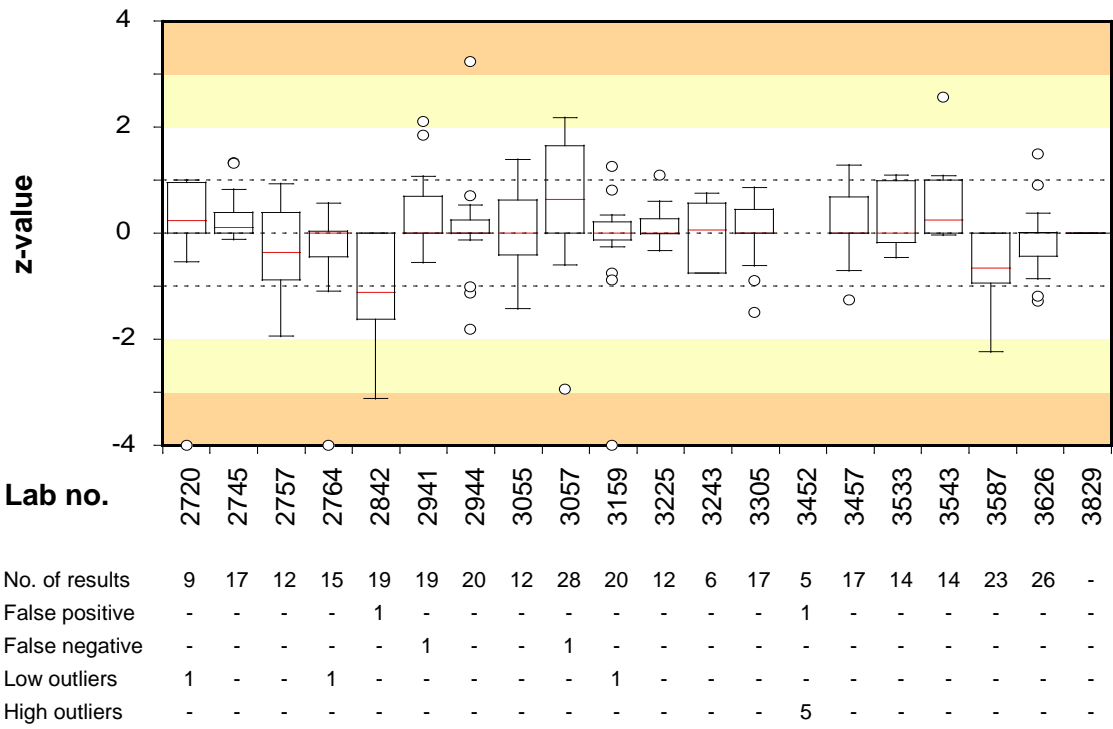 4
2
z-value
0
-2
-4
Lab no. 2720 2745 2757 2764 2842 2941 2944 3055 3057 3159 3225 3243 3305 3452 3457 3533 3543 3587 3626 3829
No. of results 9 17 12 15 19 19 20 12 28 20 12 6 17 5 17 14 14 23 26 -
False positive - - - - 1 - - - - - - - - 1 - - - - - -
False negative - - - - - 1 - - 1 - - - - - - - - - - -
Low outliers 1 - - 1 - - - - - 1 - - - - - - - - - -
High outliers - - - - - - - - - - - - - 5 - - - - - -